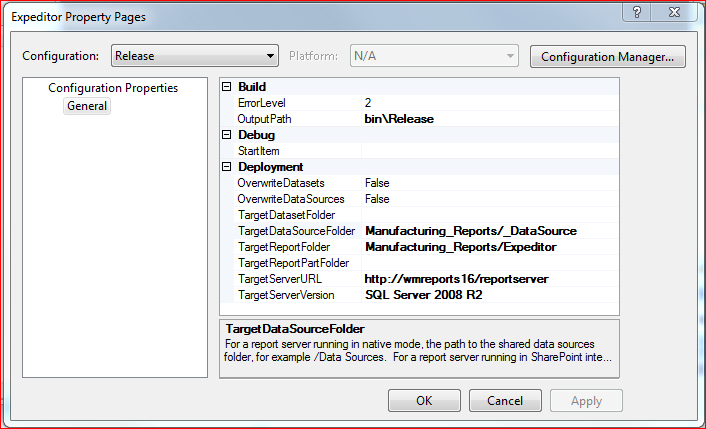 Expeditor Property Pages
Configuration: Release Platform: N/A Configuration Manager...
Configuration Properties
General
Build
ErrorLevel 2
OutputPath bin\Release
Debug
StartItem
Deployment
OverwriteDatasets False
OverwriteDataSources False
TargetDatasetFolder
TargetDataSourceFolder Manufacturing_Reports/_DataSource
TargetReportFolder Manufacturing_Reports/Expeditor
TargetReportPartFolder
TargetServerURL http://wmreports16/reportserver
TargetServerVersion SQL Server 2008 R2
TargetDataSourceFolder
For a report server running in native mode, the path to the shared data sources
folder, for example /Data Sources. For a report server running in SharePoint inte...
OK Cancel Apply